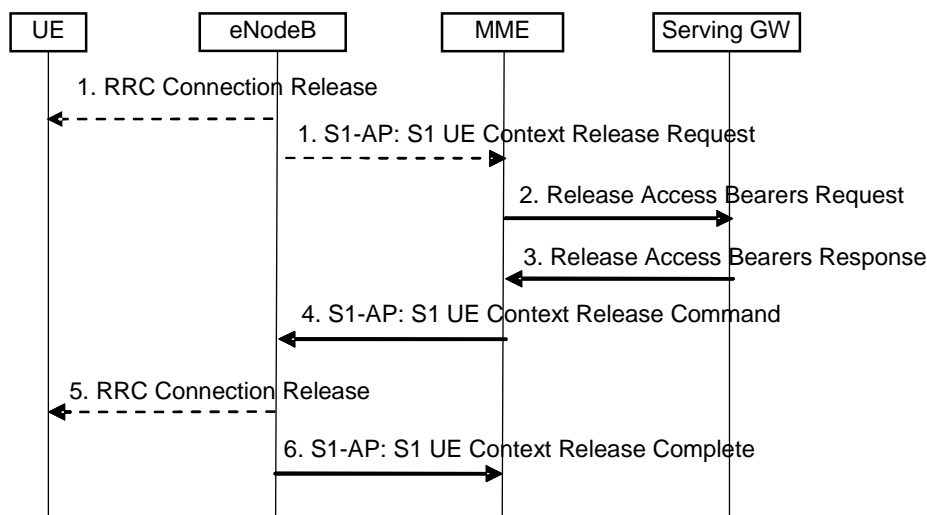 UE
eNodeB
MME
Serving GW
1. RRC Connection Release
1. S1-AP: S1 UE Context Release Request
2. Release Access Bearers Request
3. Release Access Bearers Response
4. S1-AP: S1 UE Context Release Command
5. RRC Connection Release
6. S1-AP: S1 UE Context Release Complete